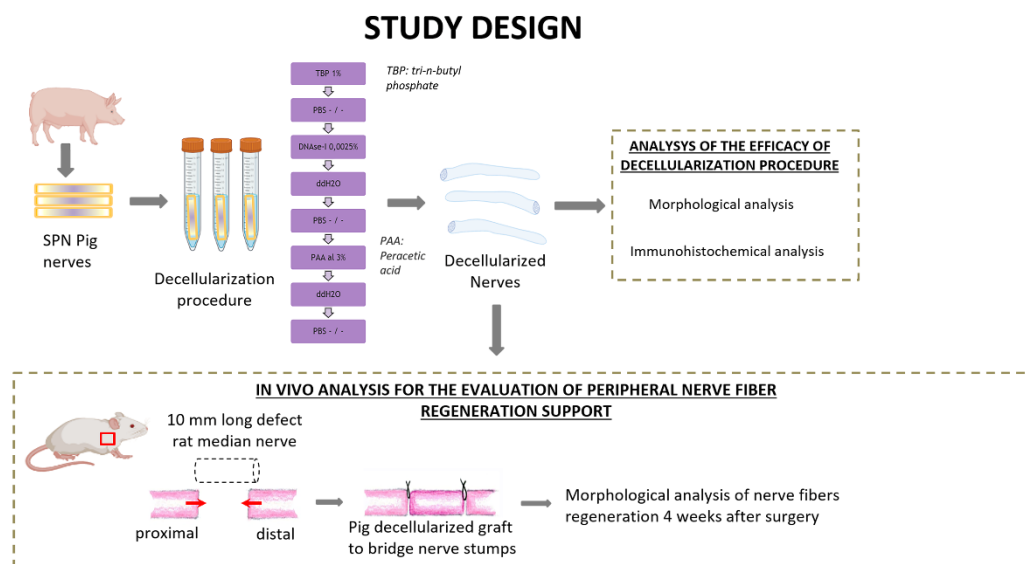 STUDY DESIGN
SPN Pig
nerves
Decellularization
procedure
TBP 1%
PBS - / -
DNAse-I 0,0025%
ddH2O
PBS - / -
PAA al 3%
ddH2O
PBS - / -
TBP: tri-n-butyl
phosphate
PAA:
Peracetic
acid
Decellularized
Nerves
ANALYSYS OF THE EFFICACY OF
DECELLULARIZATION PROCEDURE
Morphological analysis
Immunohistochemical analysis
IN VIVO ANALYSIS FOR THE EVALUATION OF PERIPHERAL NERVE FIBER
REGENERATION SUPPORT
10 mm long defect
rat median nerve
proximal
distal
Pig decellularized graft
to bridge nerve stumps
Morphological analysis of nerve fibers
regeneration 4 weeks after surgery